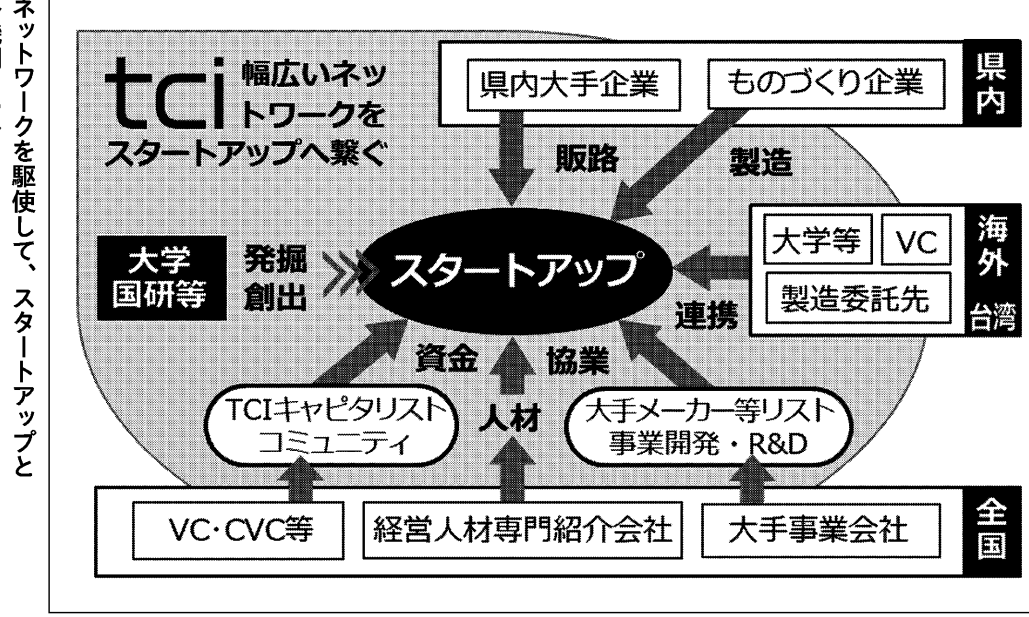 ネットワークを駆使して、スタートアップと
tci 幅広いネッ
トワークを
スタートアップへ繋ぐ
県内
県内大手企業
ものづくり企業
販路
製造
海外
台湾
大学等
VC
製造委託先
連携
大学
国研等
発掘
創出
スタートアップ
資金
人材
協業
TCIキャピタリスト
コミュニティ
大手メーカー等リスト
事業開発・R&D
全国
VC・CVC等
経営人材専門紹介会社
大手事業会社